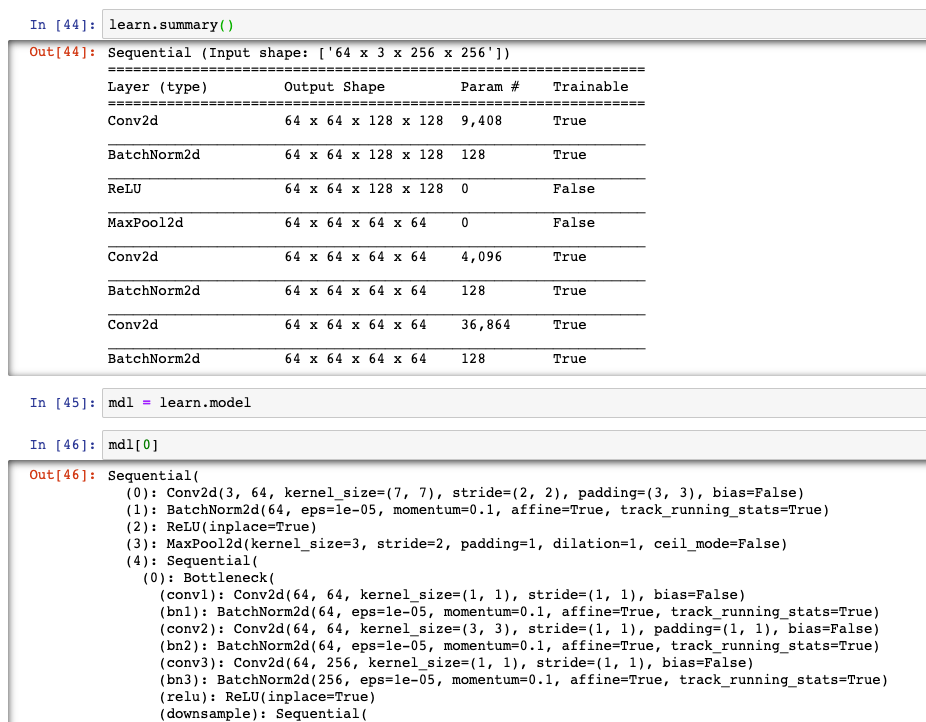 In [44]: learn.summary()
Out[44]: Sequential (Input shape: ['64 x 3 x 256 x 256'])
================================================================
Layer (type)         Output Shape         Param #    Trainable
================================================================
Conv2d               64 x 64 x 128 x 128  9,408      True
________________________________________________________________
BatchNorm2d          64 x 64 x 128 x 128  128        True
________________________________________________________________
ReLU                 64 x 64 x 128 x 128  0          False
________________________________________________________________
MaxPool2d            64 x 64 x 64 x 64    0          False
________________________________________________________________
Conv2d               64 x 64 x 64 x 64    4,096      True
________________________________________________________________
BatchNorm2d          64 x 64 x 64 x 64    128        True
________________________________________________________________
Conv2d               64 x 64 x 64 x 64    36,864     True
________________________________________________________________
BatchNorm2d          64 x 64 x 64 x 64    128        True
In [45]: mdl = learn.model
In [46]: mdl[0]
Out[46]: Sequential(
  (0): Conv2d(3, 64, kernel_size=(7, 7), stride=(2, 2), padding=(3, 3), bias=False)
  (1): BatchNorm2d(64, eps=1e-05, momentum=0.1, affine=True, track_running_stats=True)
  (2): ReLU(inplace=True)
  (3): MaxPool2d(kernel_size=3, stride=2, padding=1, dilation=1, ceil_mode=False)
  (4): Sequential(
    (0): Bottleneck(
      (conv1): Conv2d(64, 64, kernel_size=(1, 1), stride=(1, 1), bias=False)
      (bn1): BatchNorm2d(64, eps=1e-05, momentum=0.1, affine=True, track_running_stats=True)
      (conv2): Conv2d(64, 64, kernel_size=(3, 3), stride=(1, 1), padding=(1, 1), bias=False)
      (bn2): BatchNorm2d(64, eps=1e-05, momentum=0.1, affine=True, track_running_stats=True)
      (conv3): Conv2d(64, 256, kernel_size=(1, 1), stride=(1, 1), bias=False)
      (bn3): BatchNorm2d(256, eps=1e-05, momentum=0.1, affine=True, track_running_stats=True)
      (relu): ReLU(inplace=True)
      (downsample): Sequential(